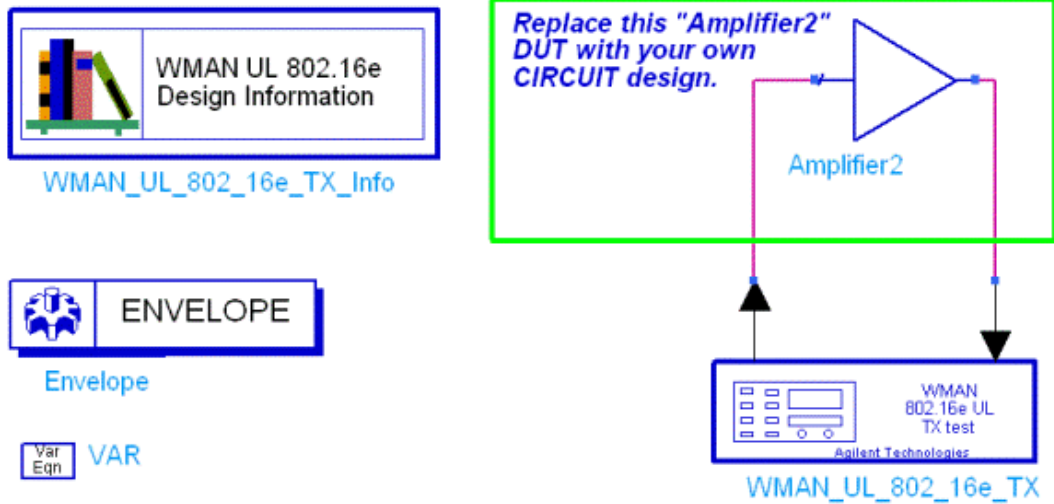 WMAN UL 802.16e
Design Information
WMAN_UL_802_16e_TX_Info
Replace this "Amplifier2"
DUT with your own
CIRCUIT design.
Amplifier2
ENVELOPE
Envelope
Var
Eqn
VAR
WMAN
802.16e UL
TX test
Agilent Technologies
WMAN_UL_802_16e_TX